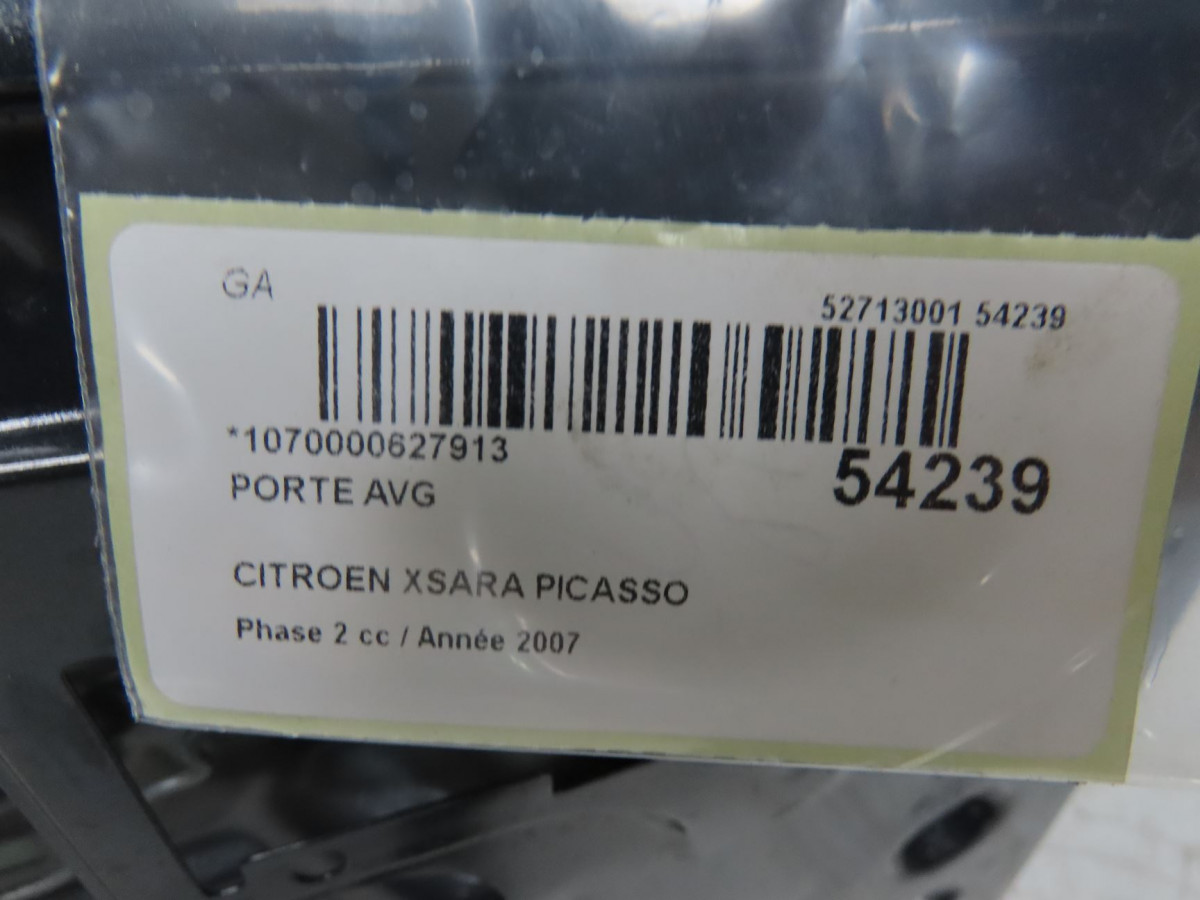 GA
52713001 54239
*1070000627913
54239
PORTE AVG
CITROEN XSARA PICASSO
Phase 2 cc / Année 2007